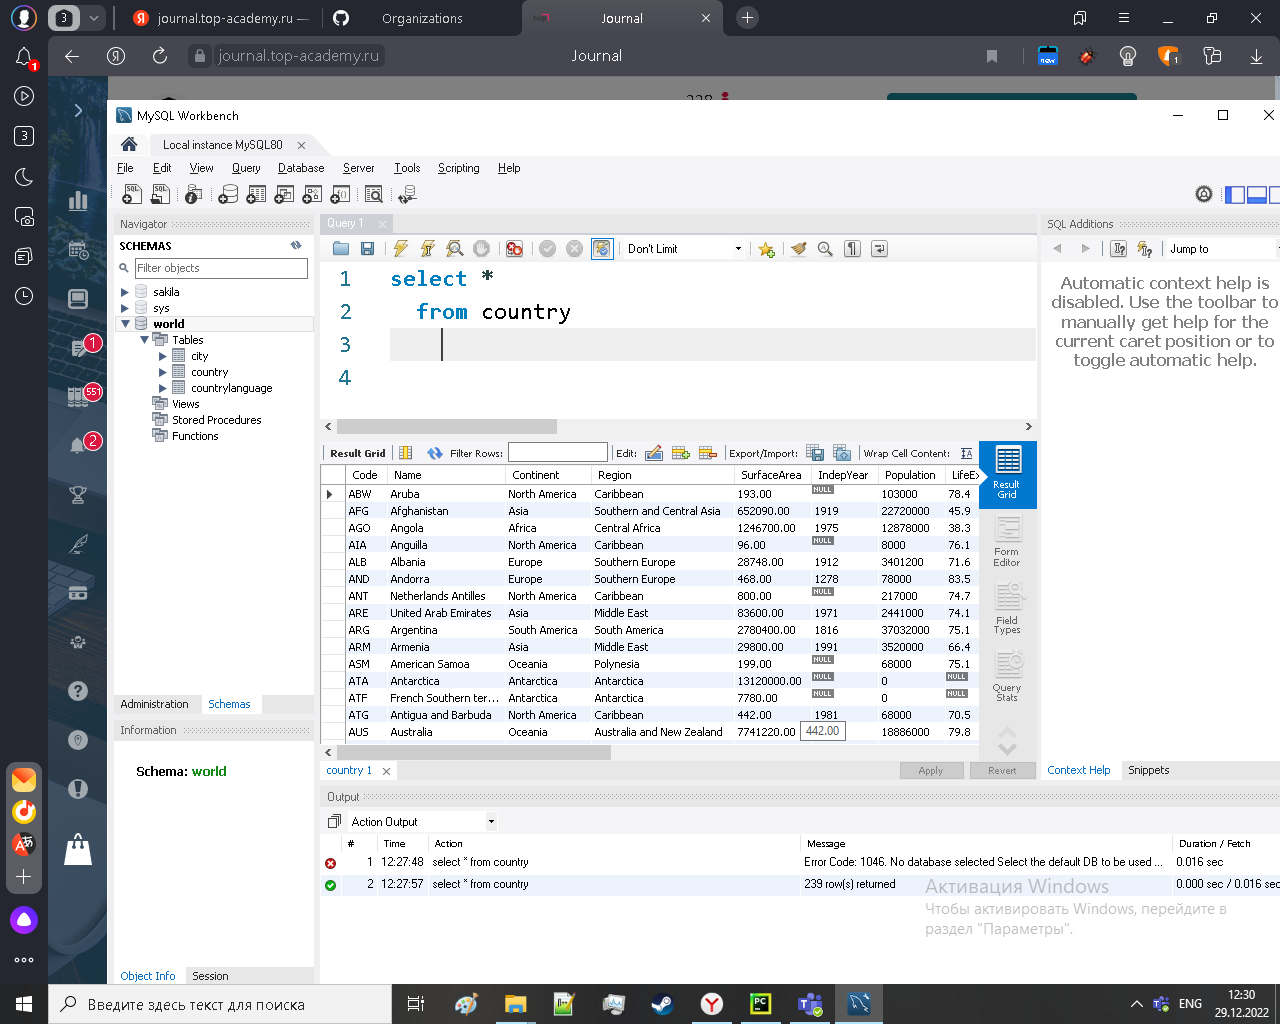 3
journal.top-academy.ru —
Organizations
Journal
journal.top-academy.ru
Journal
new
1
1
3
MySQL Workbench
Local instance MySQL80
File Edit View Query Database Server Tools Scripting Help
Navigator
SCHEMAS
Filter objects
sakila
sys
world
Tables
city
country
countrylanguage
Views
Stored Procedures
Functions
Administration Schemas
Information
Schema: world
Object Info Session
1
551
2
Query 1
Don't Limit
1 select *
2 from country
3
4
Result Grid Filter Rows: Edit: Export/Import: Wrap Cell Content:
Code Name Continent Region SurfaceArea IndepYear Population LifeEx
ABW Aruba North America Caribbean 193.00 NULL 103000 78.4
AFG Afghanistan Asia Southern and Central Asia 652090.00 1919 22720000 45.9
AGO Angola Africa Central Africa 1246700.00 1975 12878000 38.3
AIA Anguilla North America Caribbean 96.00 NULL 8000 76.1
ALB Albania Europe Southern Europe 28748.00 1912 3401200 71.6
AND Andorra Europe Southern Europe 468.00 1278 78000 83.5
ANT Netherlands Antilles North America Caribbean 800.00 NULL 217000 74.7
ARE United Arab Emirates Asia Middle East 83600.00 1971 2441000 74.1
ARG Argentina South America South America 2780400.00 1816 37032000 75.1
ARM Armenia Asia Middle East 29800.00 1991 3520000 66.4
ASM American Samoa Oceania Polynesia 199.00 NULL 68000 75.1
ATA Antarctica Antarctica Antarctica 13120000.00 NULL 0 NULL
ATF French Southern ter... Antarctica Antarctica 7780.00 NULL 0 NULL
ATG Antigua and Barbuda North America Caribbean 442.00 1981 68000 70.5
AUS Australia Oceania Australia and New Zealand 7741220.00 442.00 18886000 79.8
Result Grid
Form Editor
Field Types
Query Stats
country 1
Apply Revert
SQL Additions
Jump to
Automatic context help is
disabled. Use the toolbar to
manually get help for the
current caret position or to
toggle automatic help.
Context Help Snippets
Output
Action Output
# Time Action Message Duration / Fetch
1 12:27:48 select * from country Error Code: 1046. No database selected Select the default DB to be used ... 0.016 sec
2 12:27:57 select * from country 239 row(s) returned 0.000 sec / 0.016 sec
Активация Windows
Чтобы активировать Windows, перейдите в
раздел "Параметры".
Введите здесь текст для поиска
ENG
12:30
29.12.2022